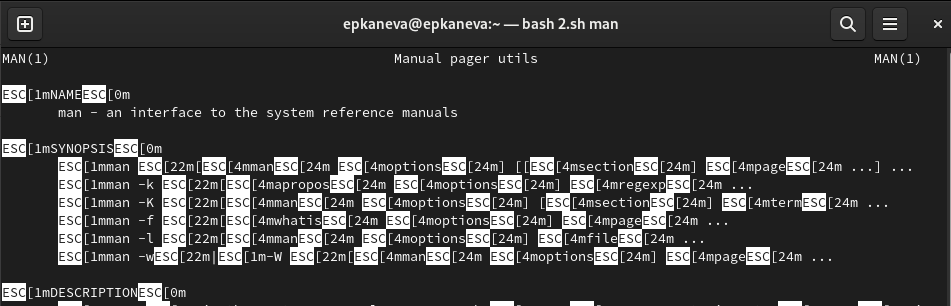 epkaneva@epkaneva:~ — bash 2.sh man
MAN(1) Manual pager utils MAN(1)
ESC[1mNAMEESC[0m
man - an interface to the system reference manuals
ESC[1mSYNOPSISESC[0m
ESC[1mman ESC[22m[ESC[4mmanESC[24m ESC[4moptionsESC[24m] [[ESC[4msectionESC[24m] ESC[4mpageESC[24m ...] ...
ESC[1mman -k ESC[22m[ESC[4maproposESC[24m ESC[4moptionsESC[24m] ESC[4mregexpESC[24m ...
ESC[1mman -K ESC[22m[ESC[4mmanESC[24m ESC[4moptionsESC[24m] [ESC[4msectionESC[24m] ESC[4mtermESC[24m ...
ESC[1mman -f ESC[22m[ESC[4mwhatisESC[24m ESC[4moptionsESC[24m] ESC[4mpageESC[24m ...
ESC[1mman -l ESC[22m[ESC[4mmanESC[24m ESC[4moptionsESC[24m] ESC[4mfileESC[24m ...
ESC[1mman -wESC[22m|ESC[1m-W ESC[22m[ESC[4mmanESC[24m ESC[4moptionsESC[24m] ESC[4mpageESC[24m ...
ESC[1mDESCRIPTIONESC[0m